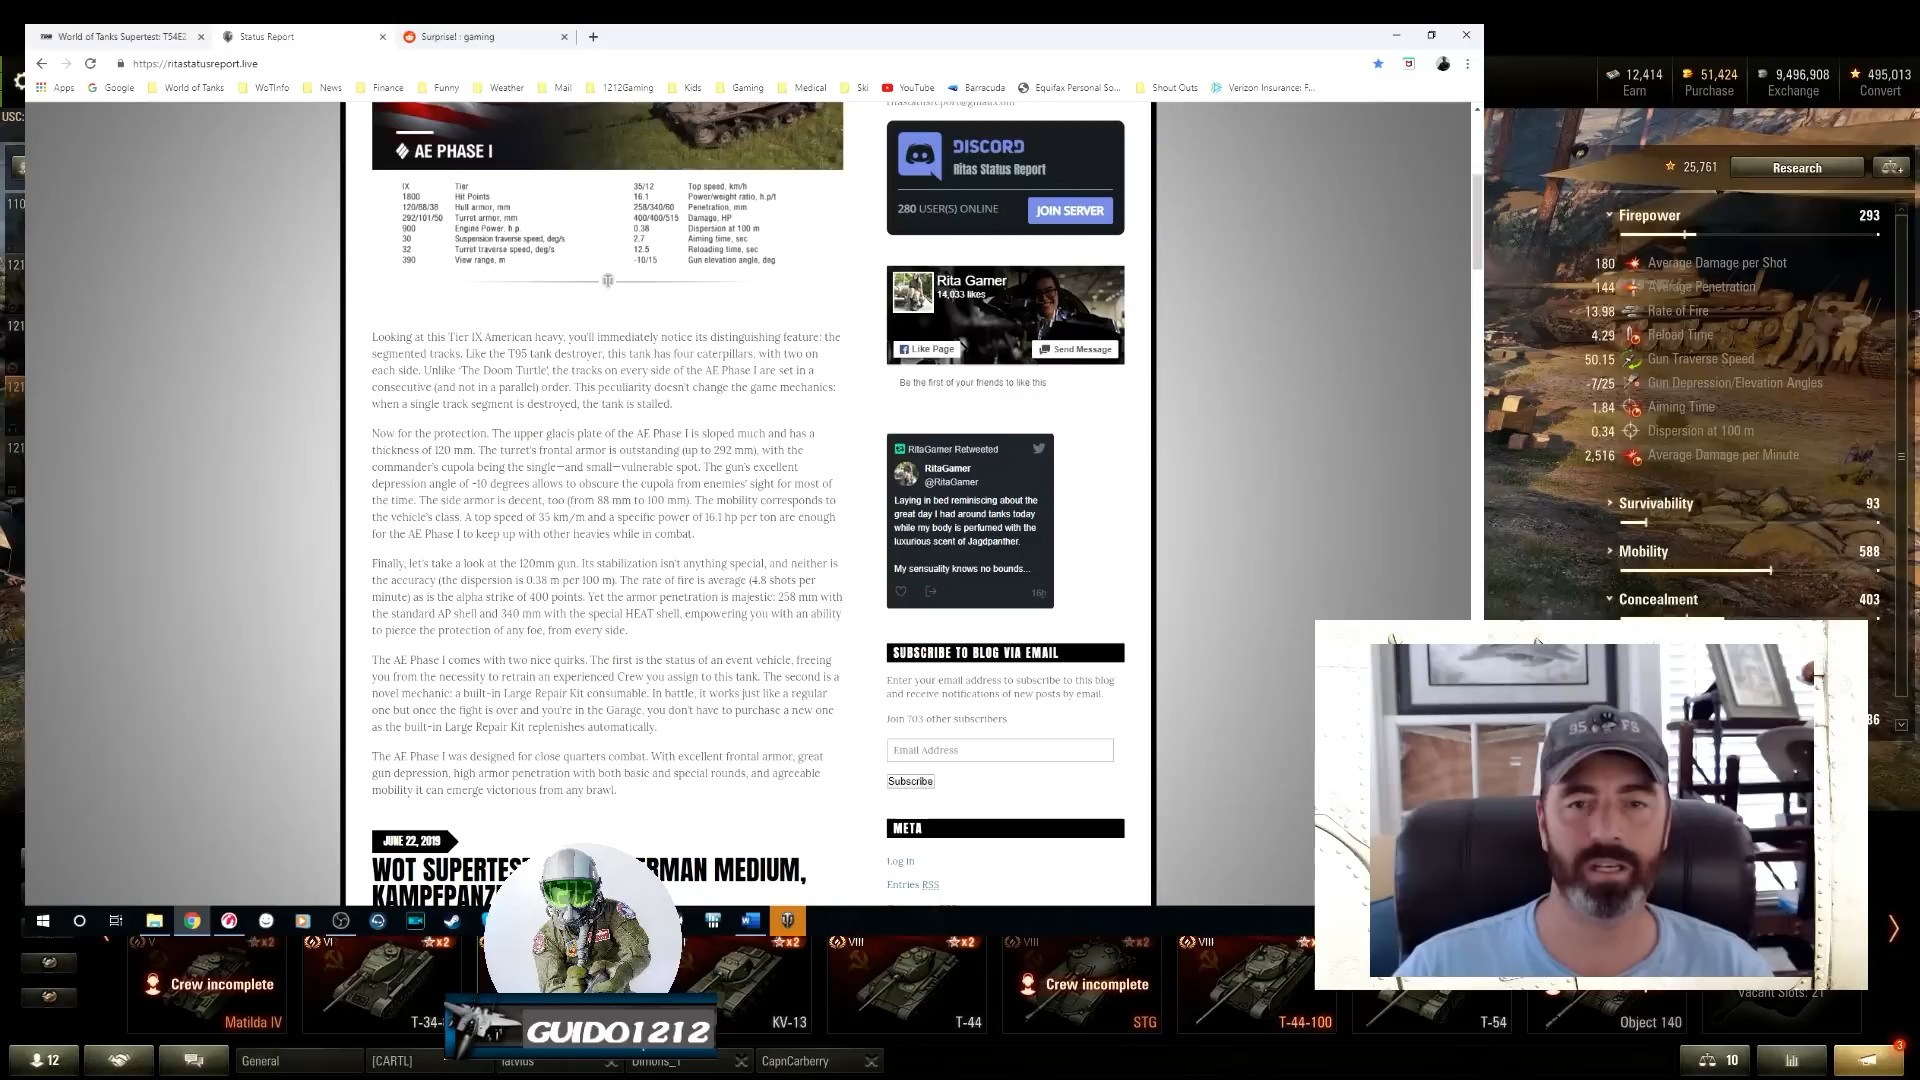 World of Tanks Supertest: T54E2
Status Report
Surprise! : gaming
https://ritastatusreport.live
Apps
Google
World of Tanks
WoTInfo
News
Finance
Funny
Weather
Mail
1212Gaming
Kids
Gaming
Medical
Ski
YouTube
Barracuda
Equifax Personal So...
Shout Outs
Verizon Insurance: F...
12,414
Earn
51,424
Purchase
9,496,908
Exchange
495,013
Convert
AE PHASE I
IX Tier
1800 Hit Points
120/88/38 Hull armor, mm
292/101/50 Turret armor, mm
900 Engine Power, h.p.
30 Suspension traverse speed, deg/s
32 Turret traverse speed, deg/s
390 View range, m
35/12 Top speed, km/h
16.1 Power/weight ratio, h.p./t
258/340/60 Penetration, mm
400/400/515 Damage, HP
0.38 Dispersion at 100 m
2.7 Aiming time, sec
12.5 Reloading time, sec
-10/15 Gun elevation angle, deg
Looking at this Tier IX American heavy, you'll immediately notice its distinguishing feature: the
segmented tracks. Like the T95 tank destroyer, this tank has four caterpillars, with two on
each side. Unlike 'The Doom Turtle', the tracks on every side of the AE Phase I are set in a
consecutive (and not in a parallel) order. This peculiarity doesn't change the game mechanics:
when a single track segment is destroyed, the tank is stalled.
Now for the protection. The upper glacis plate of the AE Phase I is sloped much and has a
thickness of 120 mm. The turret's frontal armor is outstanding (up to 292 mm), with the
commander's cupola being the single—and small—vulnerable spot. The gun's excellent
depression angle of -10 degrees allows to obscure the cupola from enemies' sight for most of
the time. The side armor is decent, too (from 88 mm to 100 mm). The mobility corresponds to
the vehicle's class. A top speed of 35 km/m and a specific power of 16.1 hp per ton are enough
for the AE Phase I to keep up with other heavies while in combat.
Finally, let's take a look at the 120mm gun. Its stabilization isn't anything special, and neither is
the accuracy (the dispersion is 0.38 m per 100 m). The rate of fire is average (4.8 shots per
minute) as is the alpha strike of 400 points. Yet the armor penetration is majestic: 258 mm with
the standard AP shell and 340 mm with the special HEAT shell, empowering you with an ability
to pierce the protection of any foe, from every side.
The AE Phase I comes with two nice quirks. The first is the status of an event vehicle, freeing
you from the necessity to retrain an experienced Crew you assign to this tank. The second is a
novel mechanic: a built-in Large Repair Kit consumable. In battle, it works just like a regular
one but once the fight is over and you're in the Garage, you don't have to purchase a new one
as the built-in Large Repair Kit replenishes automatically.
The AE Phase I was designed for close quarters combat. With excellent frontal armor, great
gun depression, high armor penetration with both basic and special rounds, and agreeable
mobility it can emerge victorious from any brawl.
JUNE 22, 2019
WOT SUPERTES RMAN MEDIUM,
KAMPFPANZE
ritastatusreport@gmail.com
DISCORD
Ritas Status Report
280 USER(S) ONLINE
JOIN SERVER
Rita Gamer
14,033 likes
Like Page
Send Message
Be the first of your friends to like this
RitaGamer Retweeted
RitaGamer
@RitaGamer
Laying in bed reminiscing about the
great day I had around tanks today
while my body is perfumed with the
luxurious scent of Jagdpanther.
My sensuality knows no bounds...
16h
SUBSCRIBE TO BLOG VIA EMAIL
Enter your email address to subscribe to this blog
and receive notifications of new posts by email.
Join 703 other subscribers
Email Address
Subscribe
META
Log in
Entries RSS
25,761
Research
Firepower 293
180 Average Damage per Shot
144 Average Penetration
13.98 Rate of Fire
4.29 Reload Time
50.15 Gun Traverse Speed
-7/25 Gun Depression/Elevation Angles
1.84 Aiming Time
0.34 Dispersion at 100 m
2,516 Average Damage per Minute
Survivability 93
Mobility 588
Concealment 403
95 FS
V x2
Crew incomplete
Matilda IV
VI x2
T-34-
x2
KV-13
VIII x2
T-44
VIII x2
Crew incomplete
STG
VIII
T-44-100
T-54
Object 140
Vacant Slots: 21
GUIDO1212
12
General
[CARTL]
latvius
Dimons_1
CapnCarberry
10
3